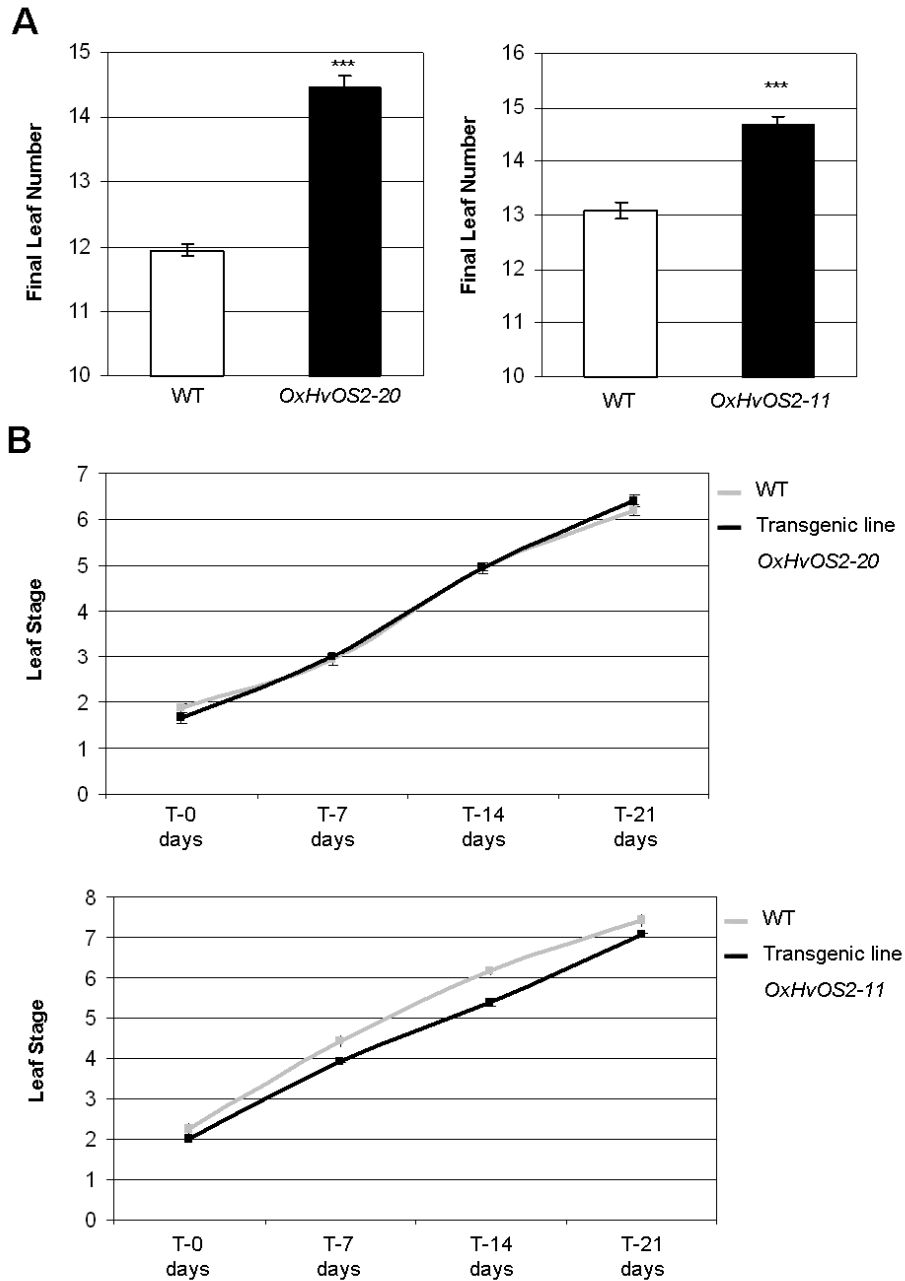 A
15
14
13
12
11
10
Final Leaf Number
***
WT
OxHvOS2-20
16
15
14
13
12
11
10
Final Leaf Number
***
WT
OxHvOS2-11
B
7
6
5
4
3
2
1
0
Leaf Stage
T-0
days
T-7
days
T-14
days
T-21
days
WT
Transgenic line
OxHvOS2-20
8
7
6
5
4
3
2
1
0
Leaf Stage
T-0
days
T-7
days
T-14
days
T-21
days
WT
Transgenic line
OxHvOS2-11